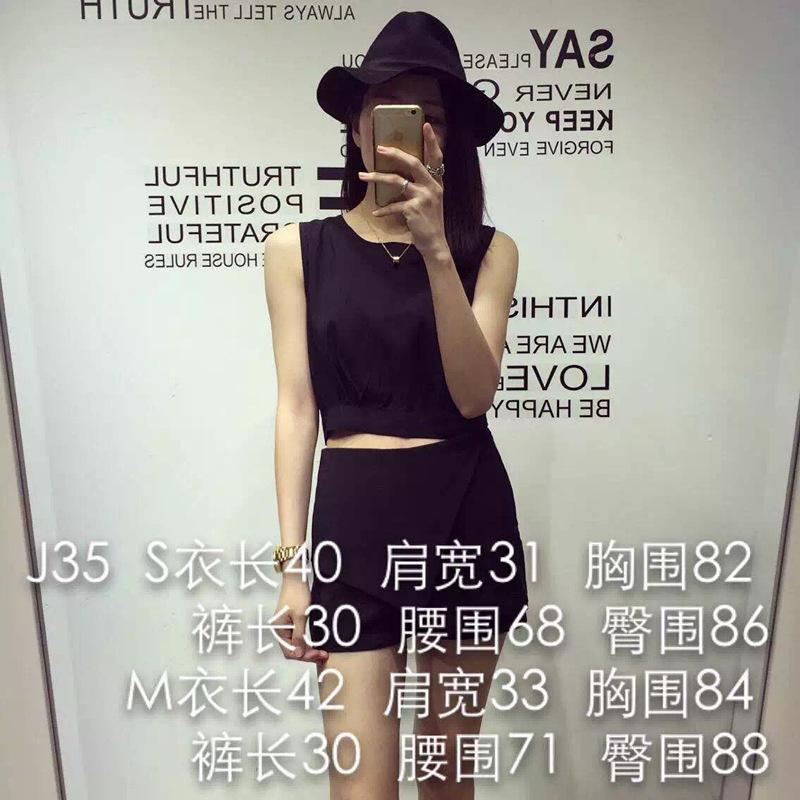 ALWAYS TELL THE TRUTH
SAY PLEASE
NEVER
KEEP
FORGIVE EVEN
TRUTHFUL
POSITIVE
GRATEFUL
HOUSE RULES
IN THIS
WE ARE
LOVE
BE HAPPY
J35 S衣长40 肩宽31 胸围82
裤长30 腰围68 臀围86
M衣长42 肩宽33 胸围84
裤长30 腰围71 臀围88